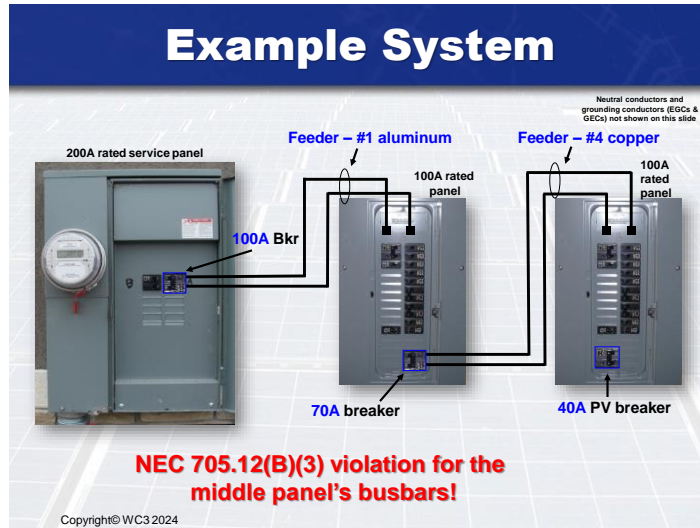 Example System
Neutral conductors and
grounding conductors (EGCs &
GECs) not shown on this slide
Feeder – #1 aluminum
Feeder – #4 copper
200A rated service panel
100A rated
panel
100A
rated
panel
100A Bkr
70A breaker
40A PV breaker
NEC 705.12(B)(3) violation for the
middle panel's busbars!
Copyright© WC3 2024